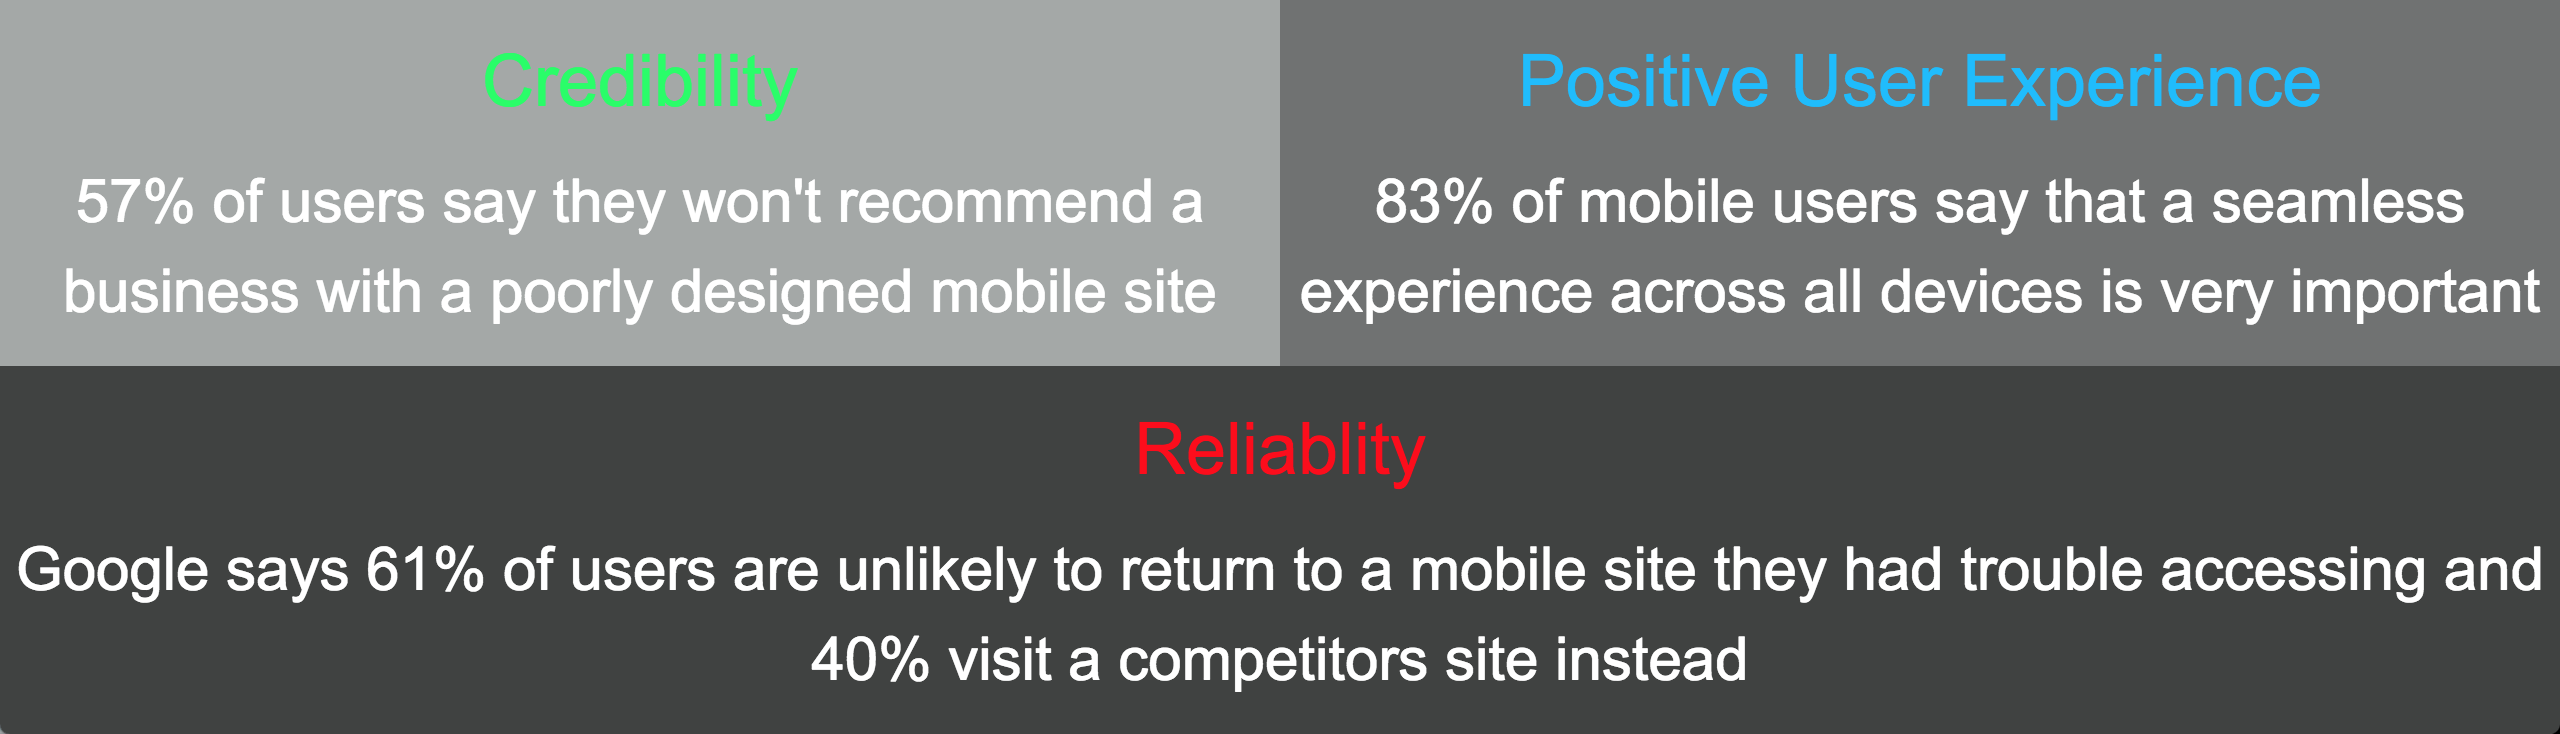 Credibility
57% of users say they won't recommend a
business with a poorly designed mobile site
Positive User Experience
83% of mobile users say that a seamless
experience across all devices is very important
Reliablity
Google says 61% of users are unlikely to return to a mobile site they had trouble accessing and
40% visit a competitors site instead